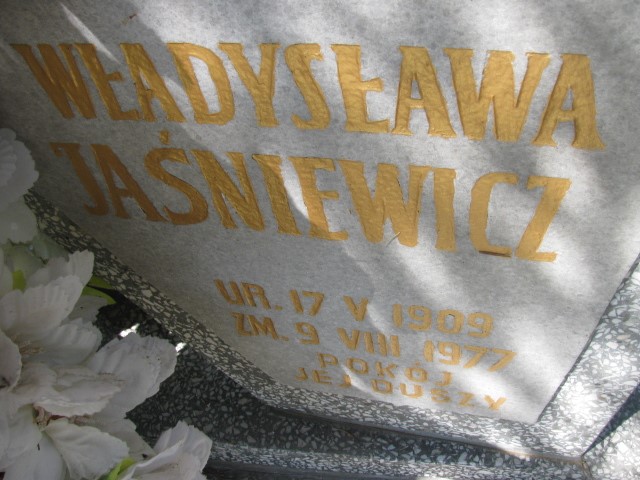 WŁADYSŁAWA
JAŚNIEWICZ
UR. 17 V 1909
ZM. 9 VIII 1977
POKÓJ
JEJ DUSZY